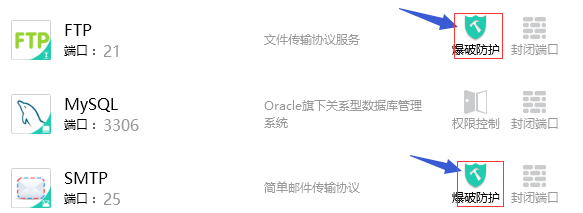 FTP
FTP
端口：21
文件传输协议服务
爆破防护
封闭端口
MySQL
端口：3306
Oracle旗下关系型数据库管理
系统
权限控制
封闭端口
SMTP
端口：25
简单邮件传输协议
爆破防护
封闭端口